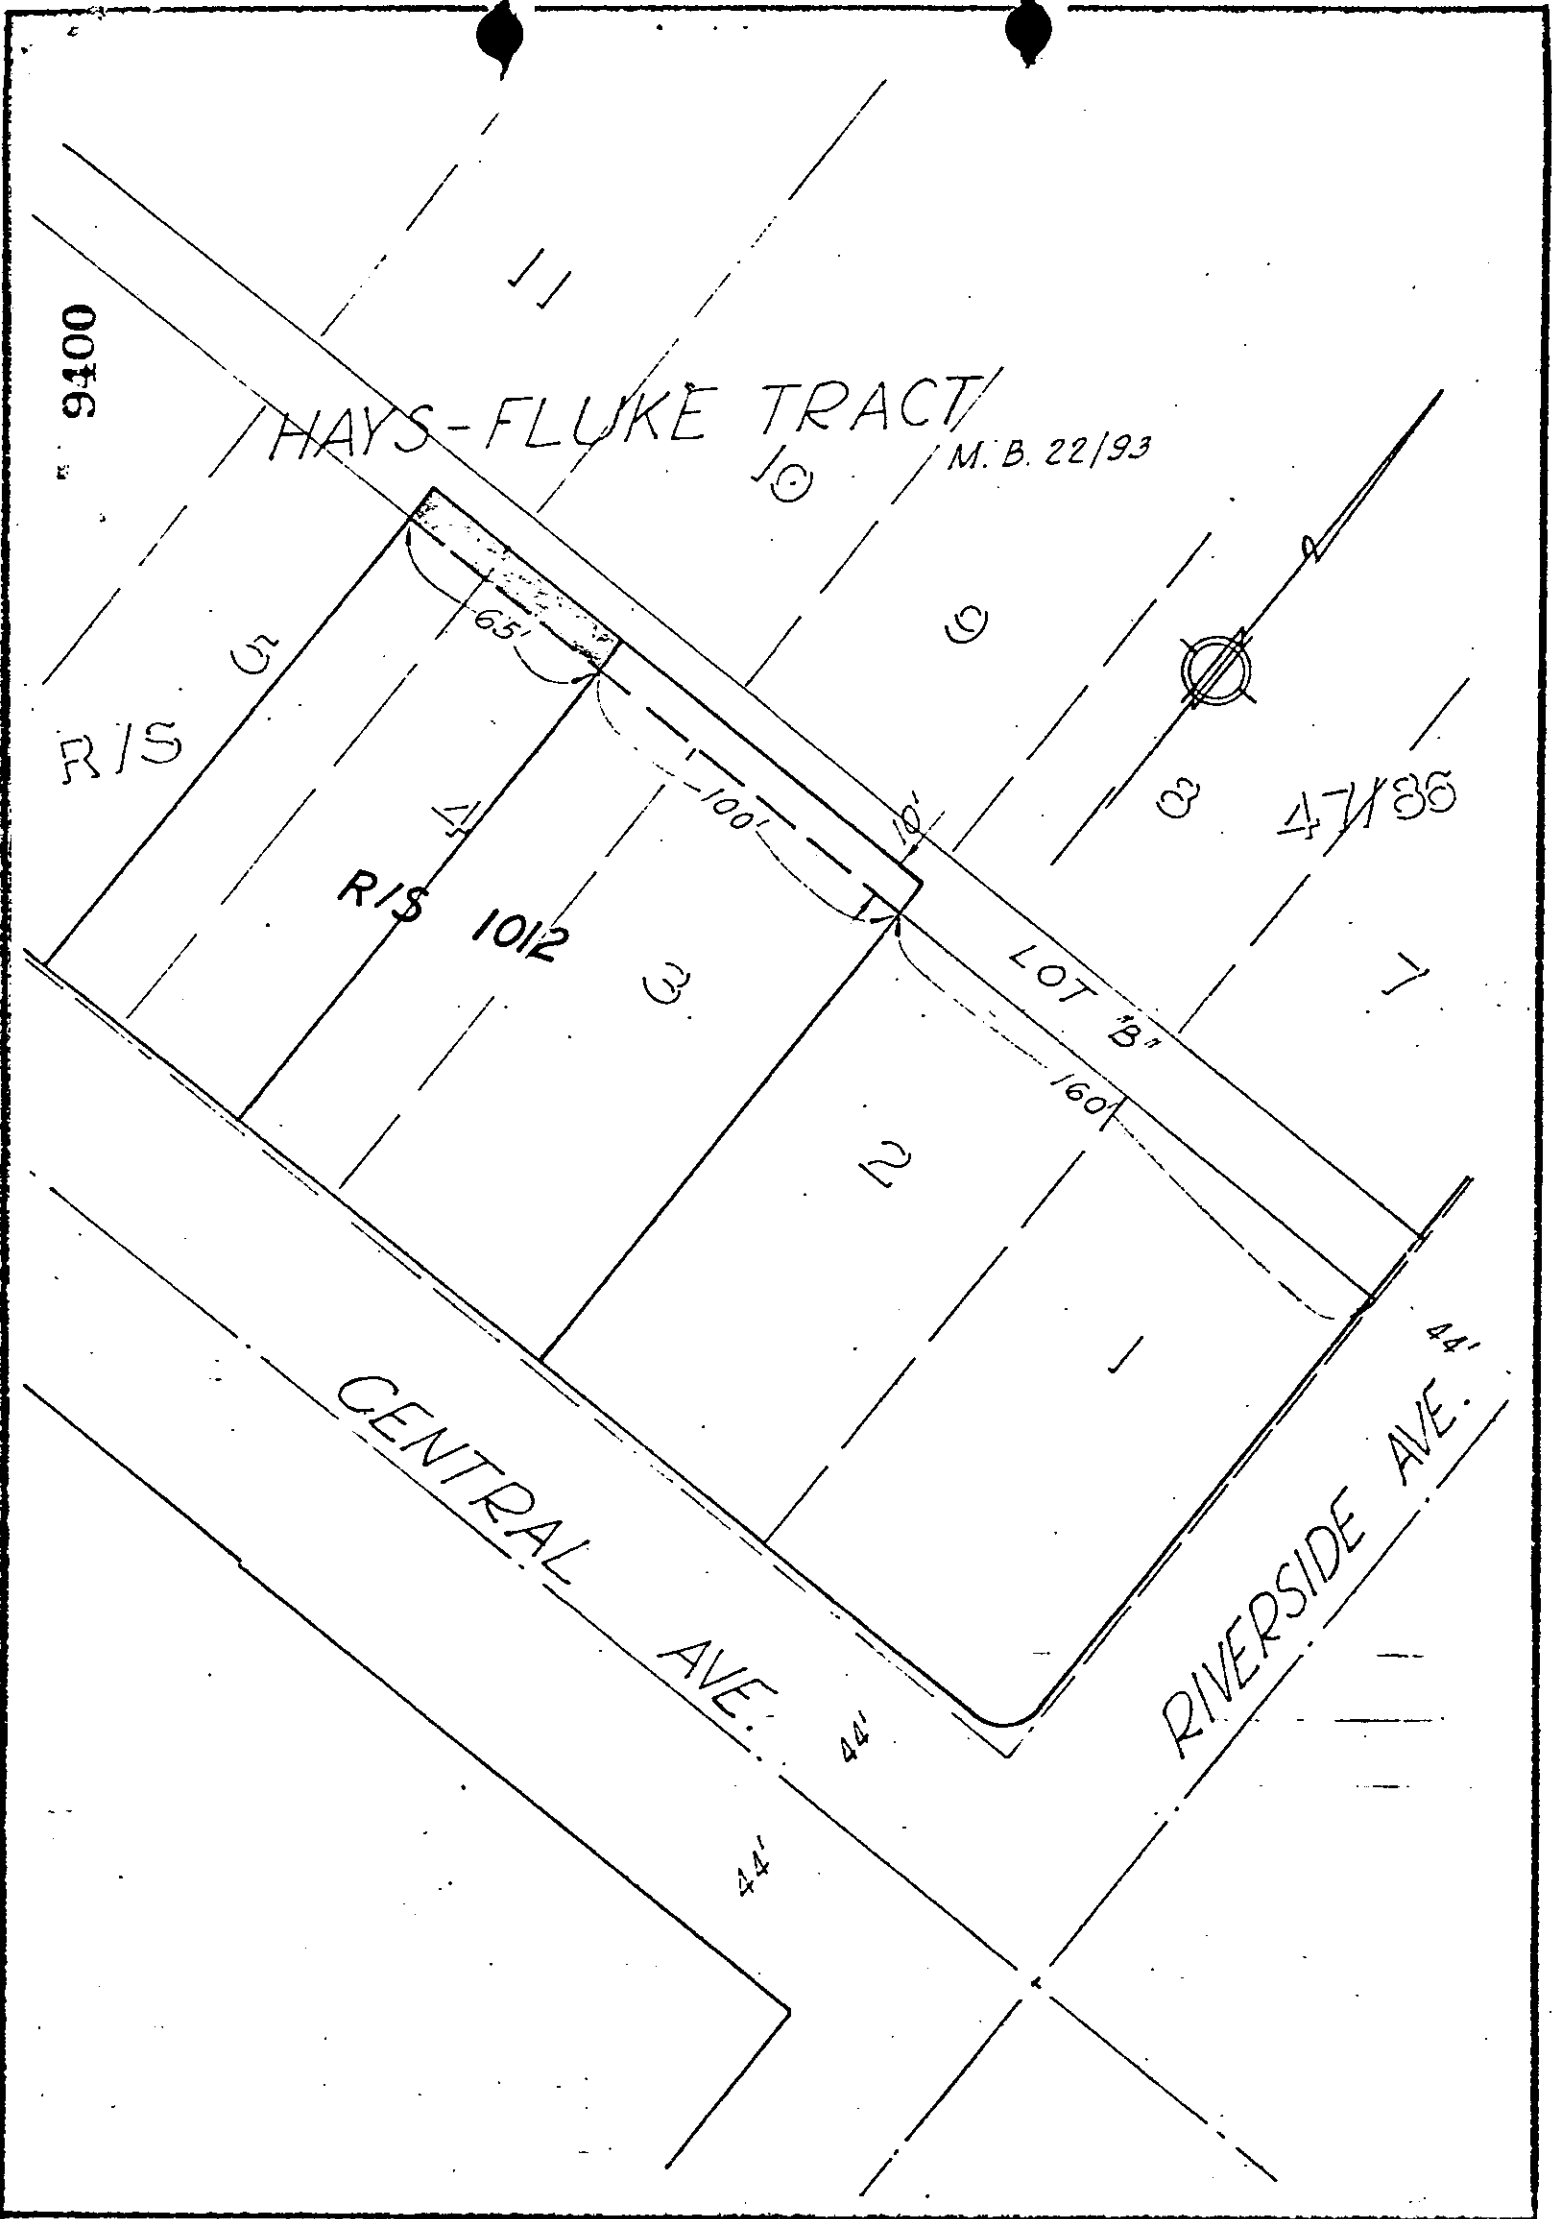 9400
11
HAYS-FLUKE TRACT
M. B. 22/93
10
9
65'
5
R/S
100'
10'
8
47/86
4
R/S 1012
3
LOT "B"
7
160'
2
1
44'
CENTRAL AVE.
RIVERSIDE AVE.
44'
44'